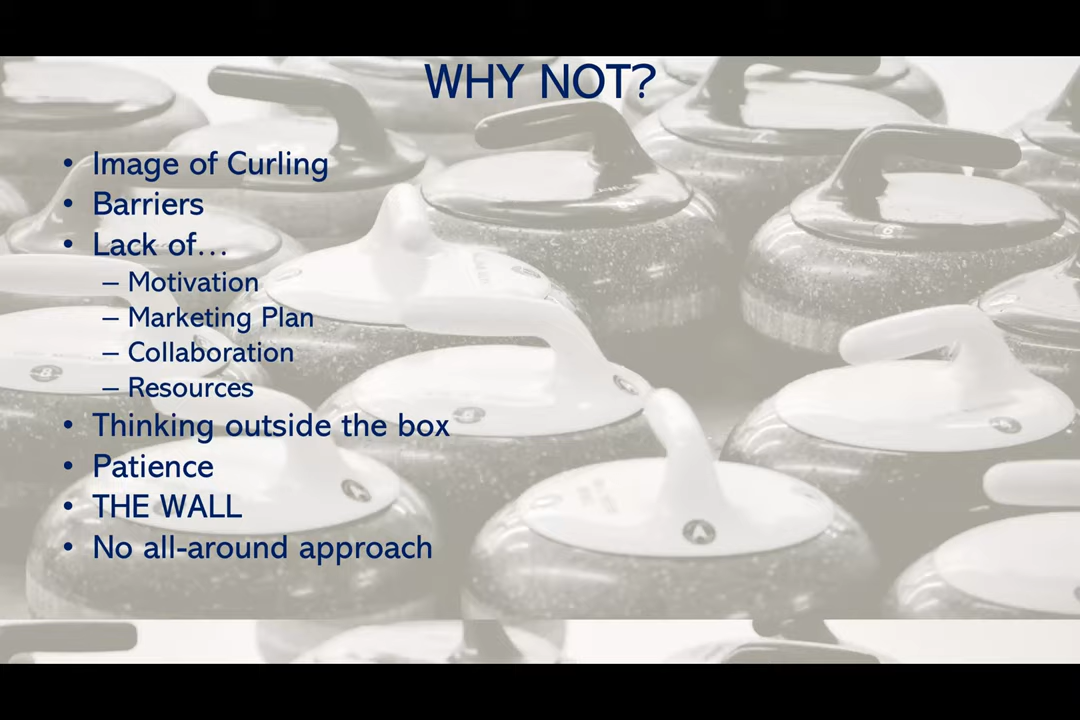 WHY NOT?
• Image of Curling
• Barriers
• Lack of…
– Motivation
– Marketing Plan
– Collaboration
– Resources
• Thinking outside the box
• Patience
• THE WALL
• No all-around approach
A